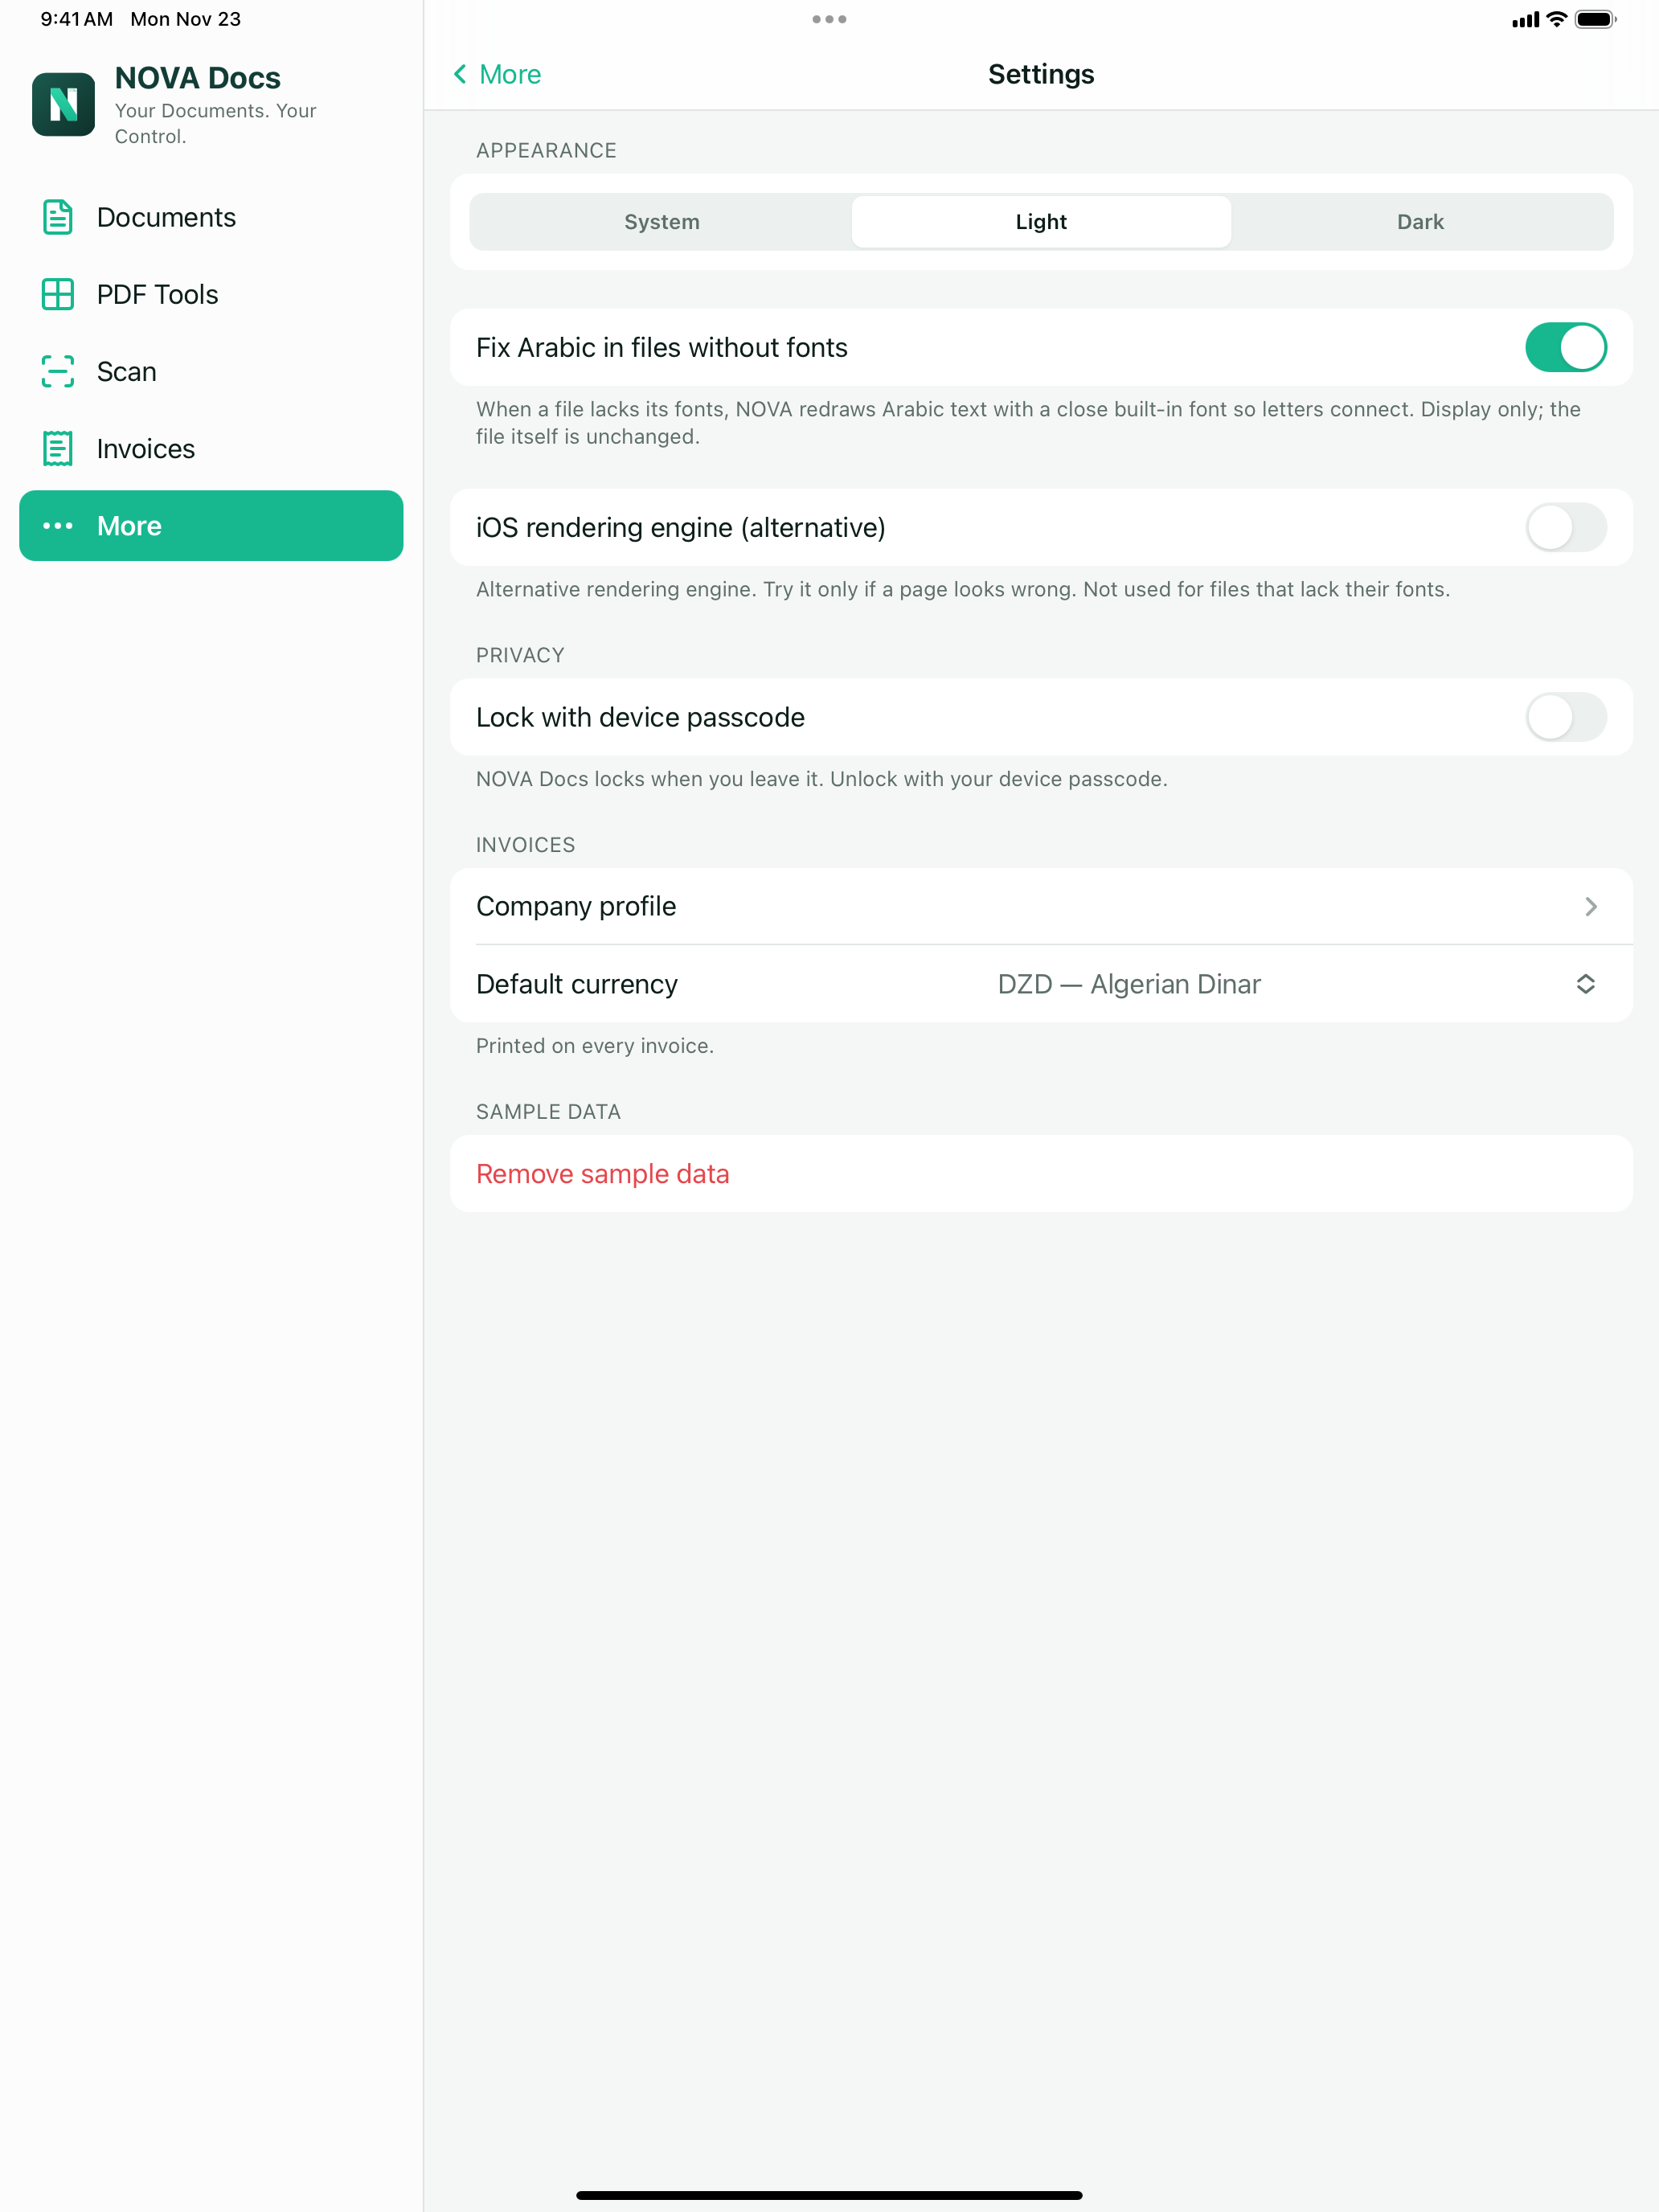 9:41 AM Mon Nov 23
NOVA Docs
Your Documents. Your
Control.
Documents
PDF Tools
Scan
Invoices
More
More
Settings
APPEARANCE
System Light Dark
Fix Arabic in files without fonts
When a file lacks its fonts, NOVA redraws Arabic text with a close built-in font so letters connect. Display only; the
file itself is unchanged.
iOS rendering engine (alternative)
Alternative rendering engine. Try it only if a page looks wrong. Not used for files that lack their fonts.
PRIVACY
Lock with device passcode
NOVA Docs locks when you leave it. Unlock with your device passcode.
INVOICES
Company profile
Default currency DZD — Algerian Dinar
Printed on every invoice.
SAMPLE DATA
Remove sample data